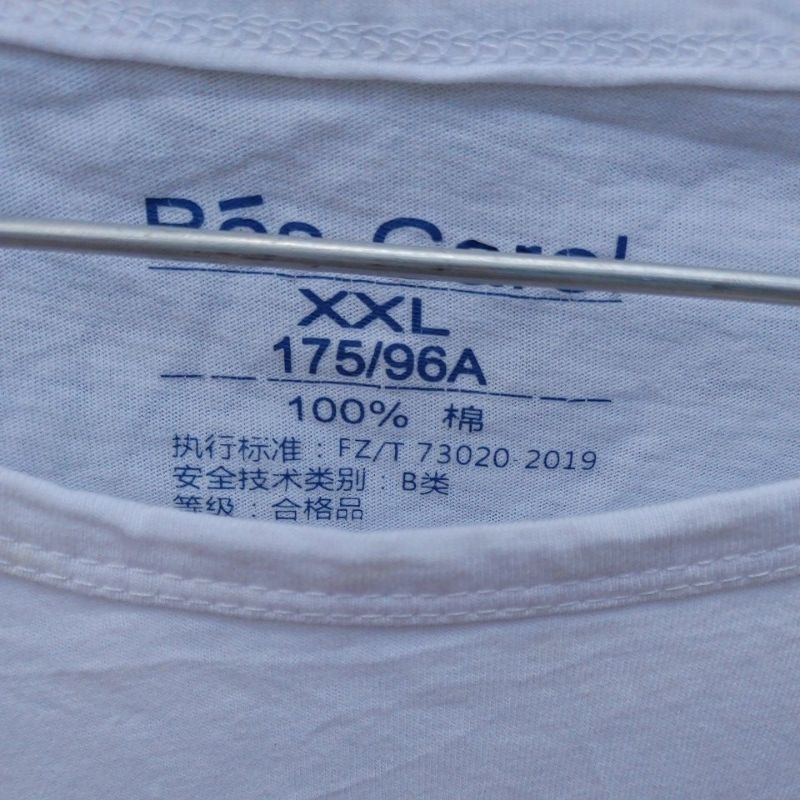 XXL
175/96A
100% 棉
执行标准：FZ/T 73020-2019
安全技术类别：B类
等级：合格品